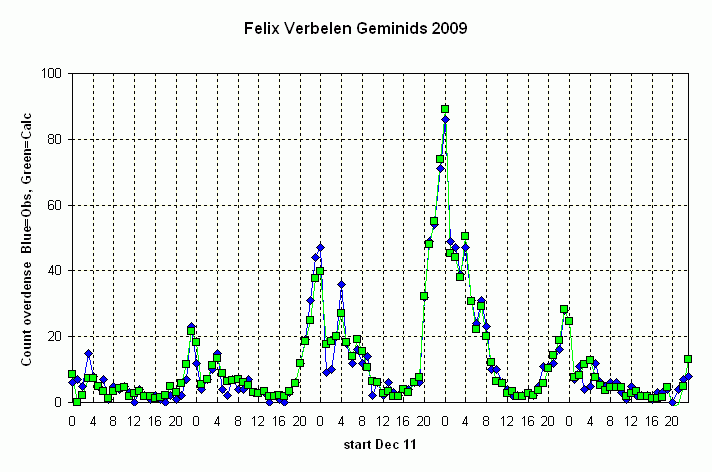 Felix Verbelen Geminids 2009
Count overdense Blue=Obs, Green=Calc
100
80
60
40
20
0
0 4 8 12 16 20 0 4 8 12 16 20 0 4 8 12 16 20 0 4 8 12 16 20 0 4 8 12 16 20
start Dec 11